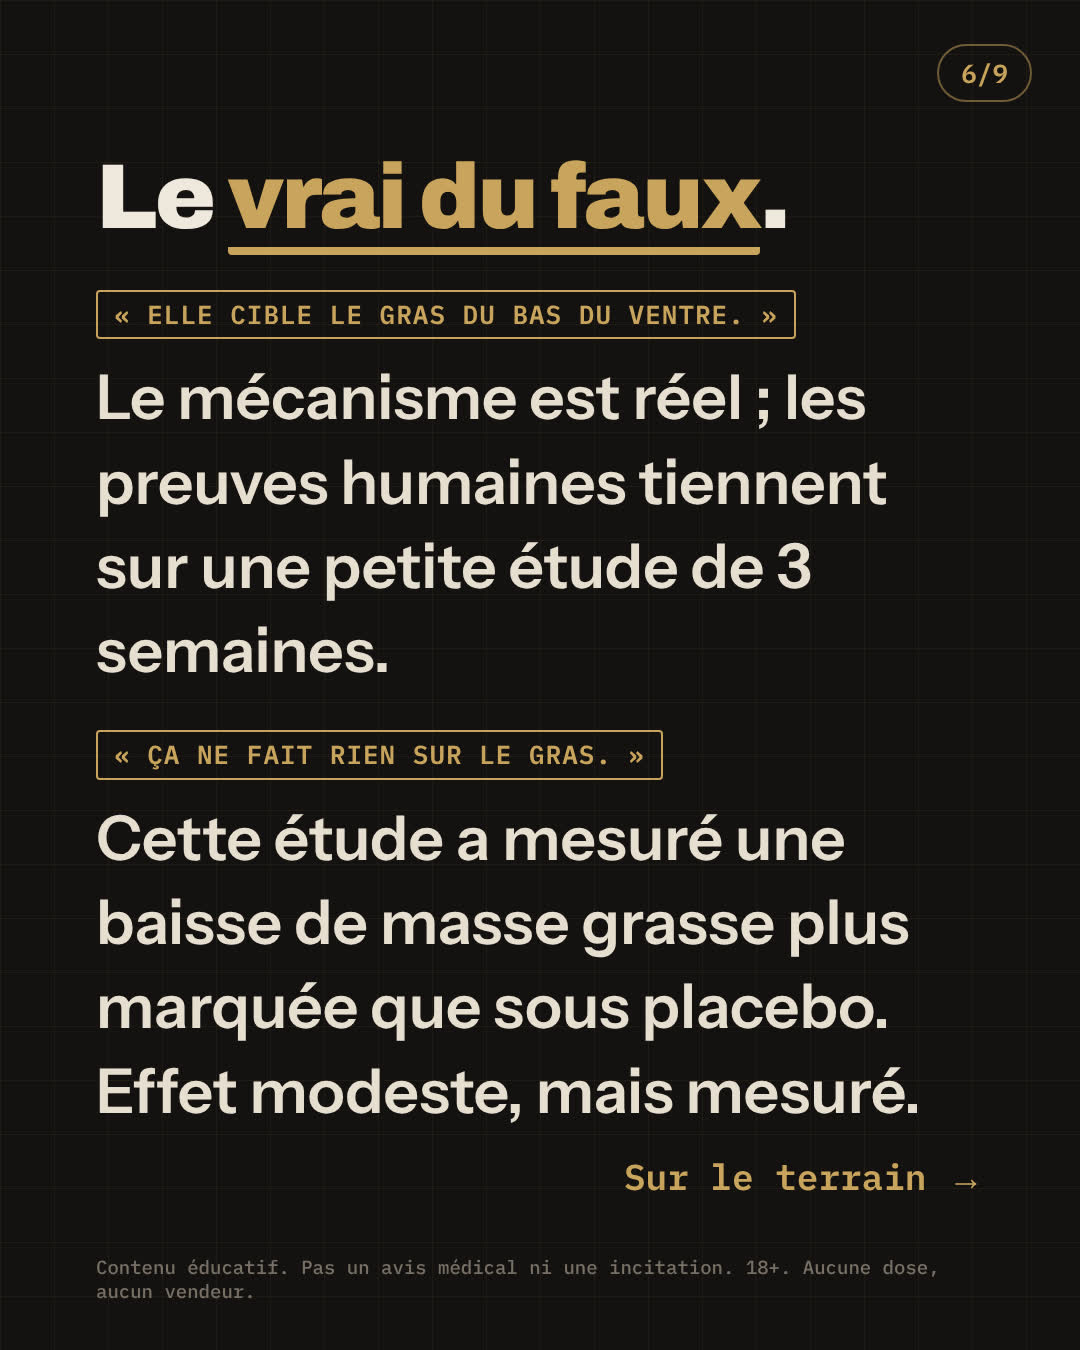 6/9
Le vrai du faux.
« ELLE CIBLE LE GRAS DU BAS DU VENTRE. »
Le mécanisme est réel ; les
preuves humaines tiennent
sur une petite étude de 3
semaines.
« ÇA NE FAIT RIEN SUR LE GRAS. »
Cette étude a mesuré une
baisse de masse grasse plus
marquée que sous placebo.
Effet modeste, mais mesuré.
Sur le terrain →
Contenu éducatif. Pas un avis médical ni une incitation. 18+. Aucune dose,
aucun vendeur.